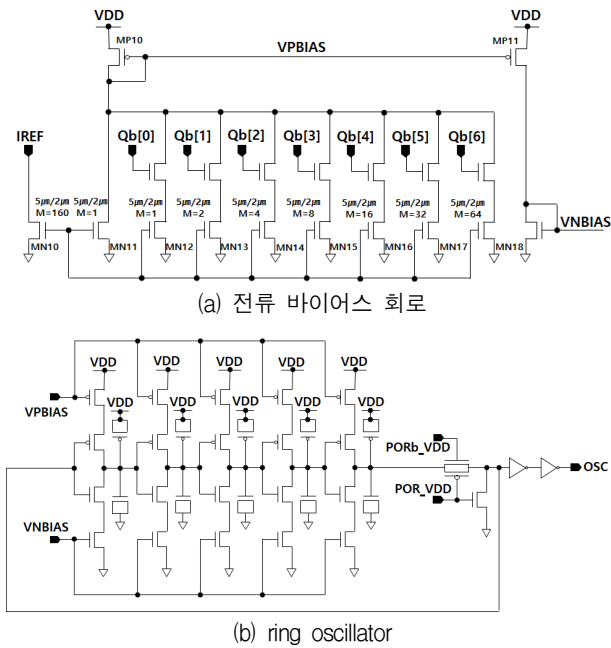 VDD
VDD
MP10
VPBIAS
MP11
IREF
Qb[0]
Qb[1]
Qb[2]
Qb[3]
Qb[4]
Qb[5]
Qb[6]
5㎛/2㎛ 5㎛/2㎛ 5㎛/2㎛ 5㎛/2㎛ 5㎛/2㎛ 5㎛/2㎛ 5㎛/2㎛ 5㎛/2㎛ 5㎛/2㎛
M=160 M=1 M=1 M=2 M=4 M=8 M=16 M=32 M=64
VNBIAS
MN10 MN11 MN12 MN13 MN14 MN15 MN16 MN17 MN18
(a) 전류 바이어스 회로
VDD VDD VDD VDD VDD
VPBIAS
VDD VDD VDD VDD VDD
PORb_VDD
OSC
POR_VDD
VNBIAS
(b) ring oscillator